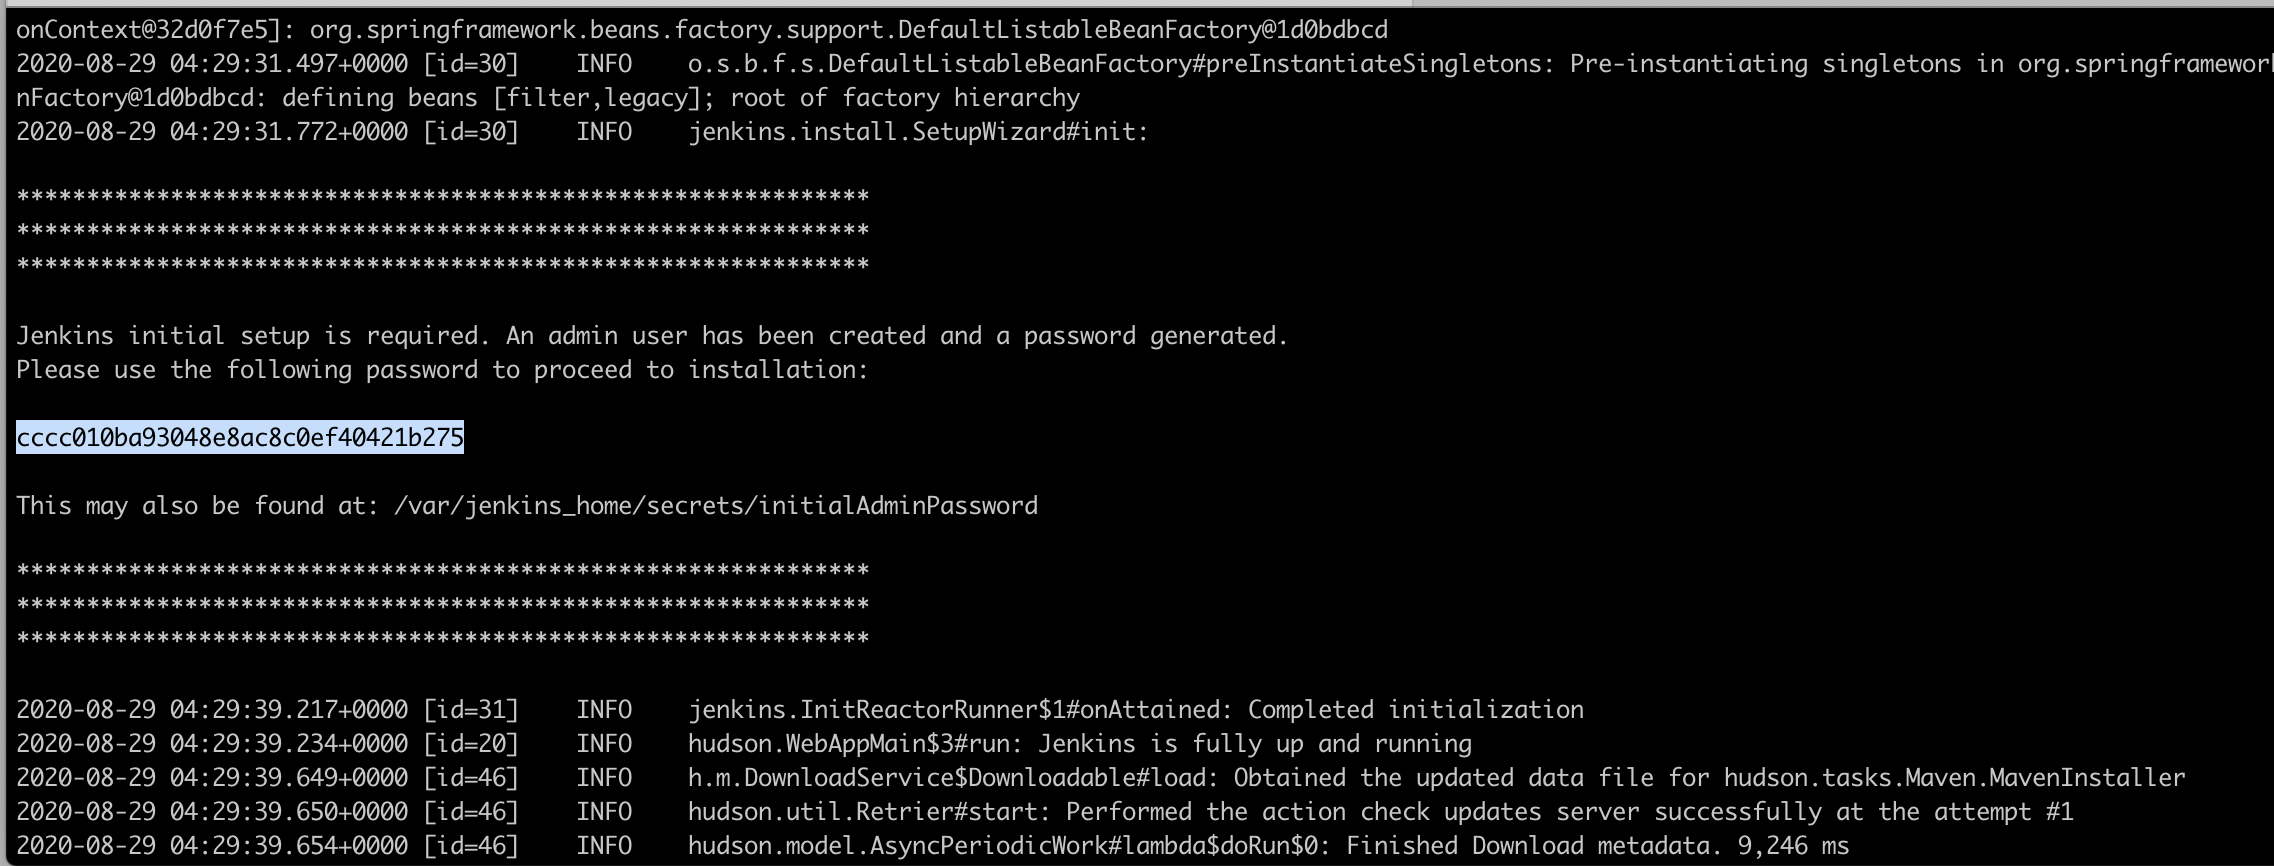 onContext@32d0f7e5]: org.springframework.beans.factory.support.DefaultListableBeanFactory@1d0bdbcd
2020-08-29 04:29:31.497+0000 [id=30]    INFO    o.s.b.f.s.DefaultListableBeanFactory#preInstantiateSingletons: Pre-instantiating singletons in org.springframework
nFactory@1d0bdbcd: defining beans [filter,legacy]; root of factory hierarchy
2020-08-29 04:29:31.772+0000 [id=30]    INFO    jenkins.install.SetupWizard#init:
*************************************************************
*************************************************************
*************************************************************
Jenkins initial setup is required. An admin user has been created and a password generated.
Please use the following password to proceed to installation:
cccc010ba93048e8ac8c0ef40421b275
This may also be found at: /var/jenkins_home/secrets/initialAdminPassword
*************************************************************
*************************************************************
*************************************************************
2020-08-29 04:29:39.217+0000 [id=31]    INFO    jenkins.InitReactorRunner$1#onAttained: Completed initialization
2020-08-29 04:29:39.234+0000 [id=20]    INFO    hudson.WebAppMain$3#run: Jenkins is fully up and running
2020-08-29 04:29:39.649+0000 [id=46]    INFO    h.m.DownloadService$Downloadable#load: Obtained the updated data file for hudson.tasks.Maven.MavenInstaller
2020-08-29 04:29:39.650+0000 [id=46]    INFO    hudson.util.Retrier#start: Performed the action check updates server successfully at the attempt #1
2020-08-29 04:29:39.654+0000 [id=46]    INFO    hudson.model.AsyncPeriodicWork#lambda$doRun$0: Finished Download metadata. 9,246 ms